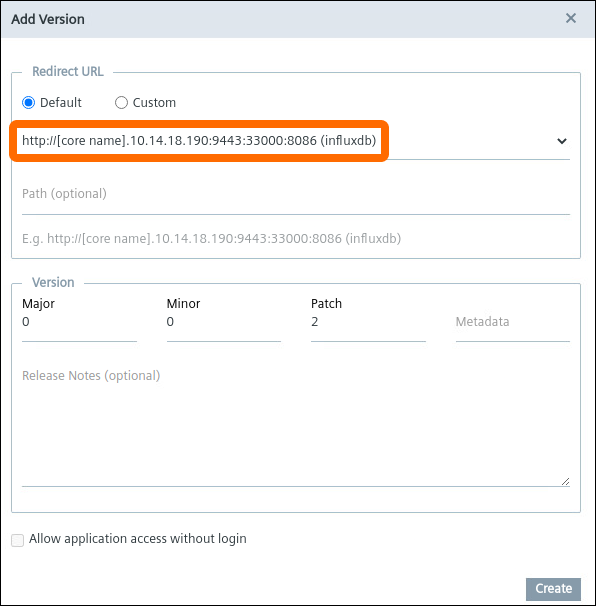 Add Version
Redirect URL
Default Custom
http://[core name].10.14.18.190:9443:33000:8086 (influxdb)
Path (optional)
E.g. http://[core name].10.14.18.190:9443:33000:8086 (influxdb)
Version
Major Minor Patch
0 0 2 Metadata
Release Notes (optional)
Allow application access without login
Create